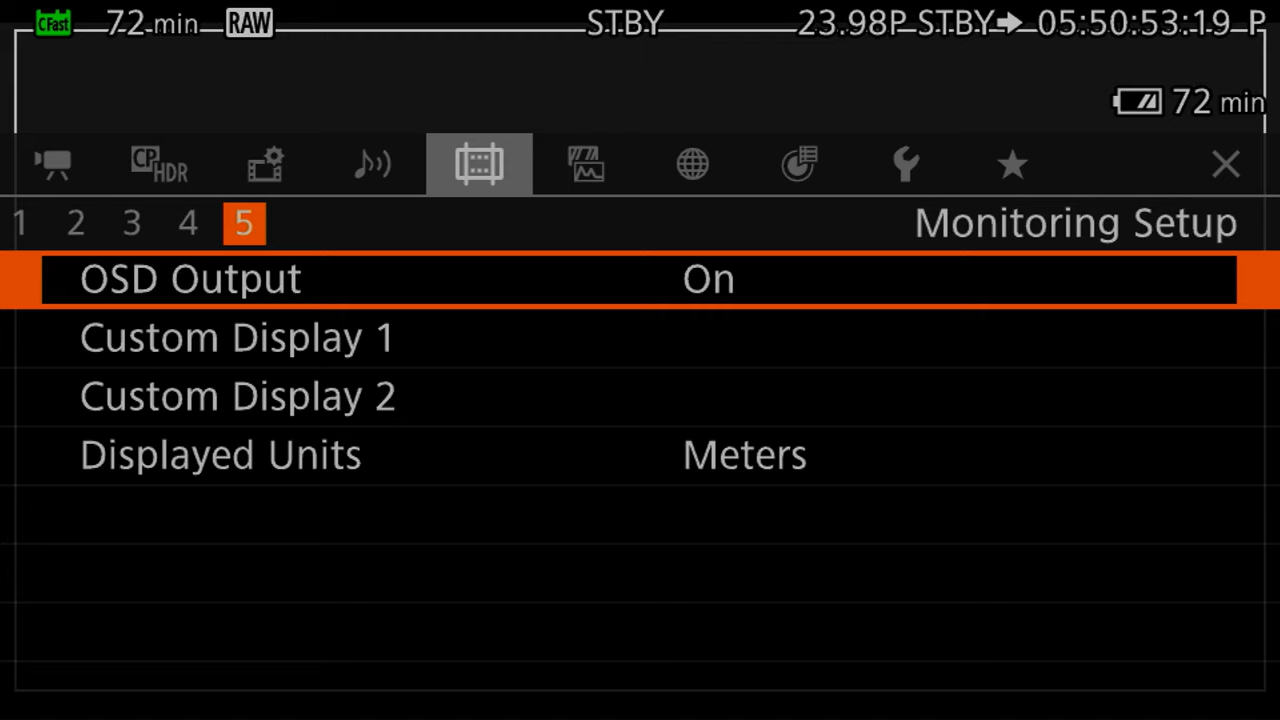 CFast 72 min RAW STBY 23.98P STBY➡ 05:50:53:19 P
72 min
CP HDR
1 2 3 4 5 Monitoring Setup
OSD Output On
Custom Display 1
Custom Display 2
Displayed Units Meters